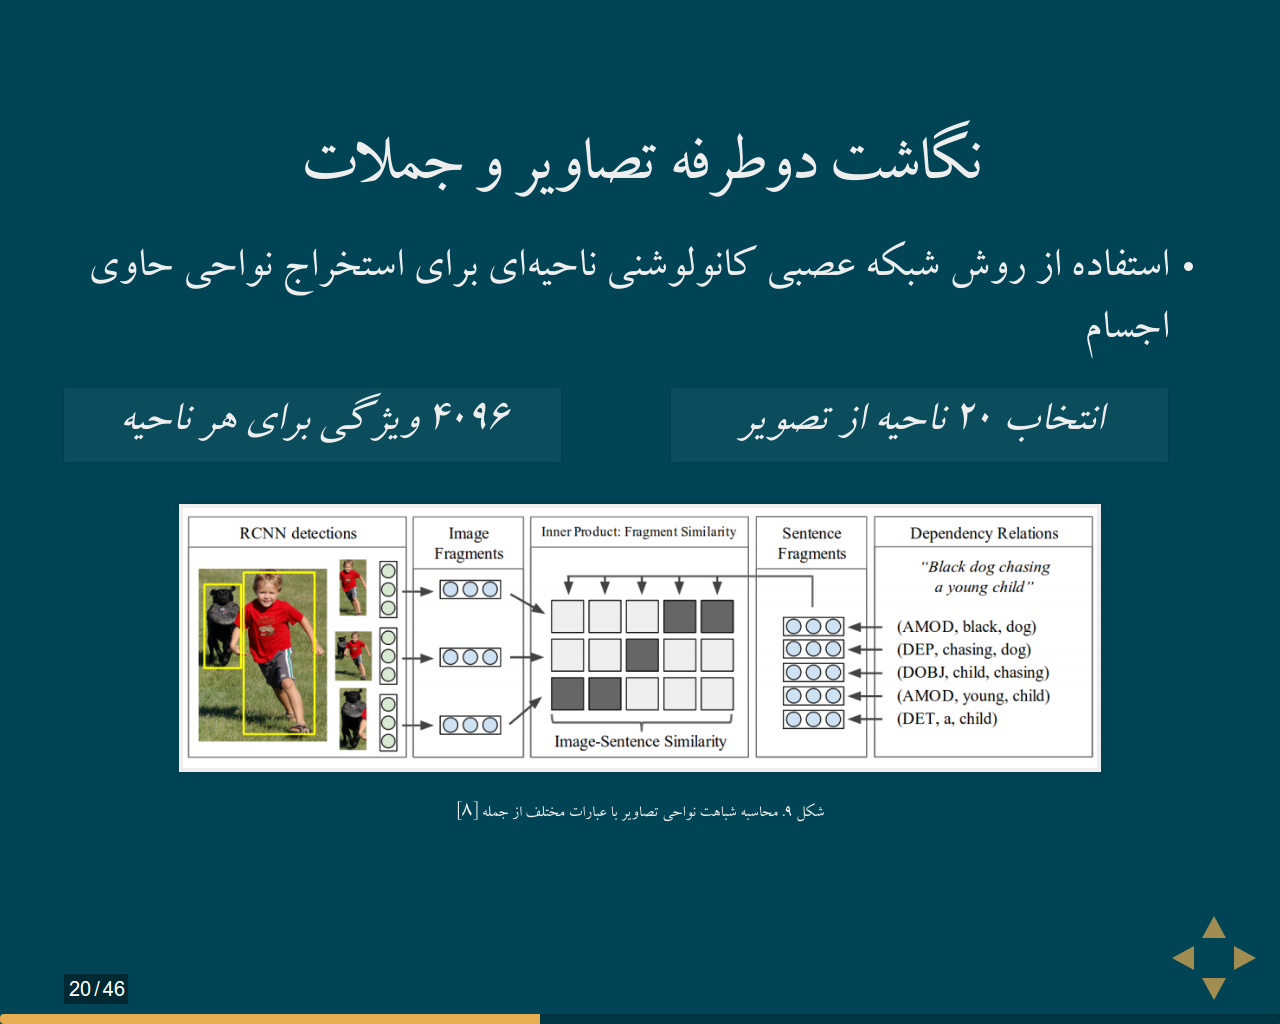 نگاشت دوطرفه تصاویر و جملات
• استفاده از روش شبکه عصبی کانولوشنی ناحیه‌ای برای استخراج نواحی حاوی
اجسام
انتخاب ۲۰ ناحیه از تصویر
۴۰۹۶ ویژگی برای هر ناحیه
RCNN detections
Image
Fragments
Inner Product: Fragment Similarity
Sentence
Fragments
Dependency Relations
“Black dog chasing
a young child”
(AMOD, black, dog)
(DEP, chasing, dog)
(DOBJ, child, chasing)
(AMOD, young, child)
(DET, a, child)
Image-Sentence Similarity
شکل ۹. محاسبه شباهت نواحی تصاویر با عبارات مختلف از جمله [۸]
20/46